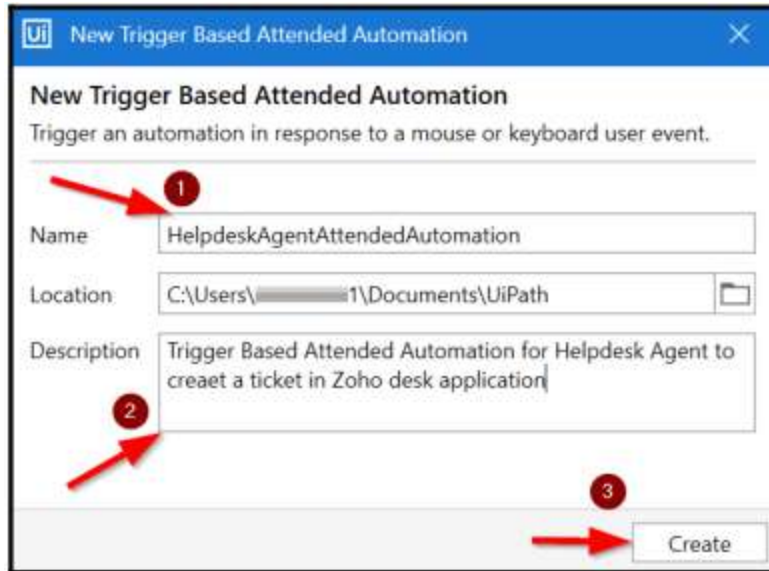 Ui New Trigger Based Attended Automation
New Trigger Based Attended Automation
Trigger an automation in response to a mouse or keyboard user event.
1
Name HelpdeskAgentAttendedAutomation
Location C:\Users\ 1\Documents\UiPath
Description Trigger Based Attended Automation for Helpdesk Agent to
creaet a ticket in Zoho desk application
2
3
Create